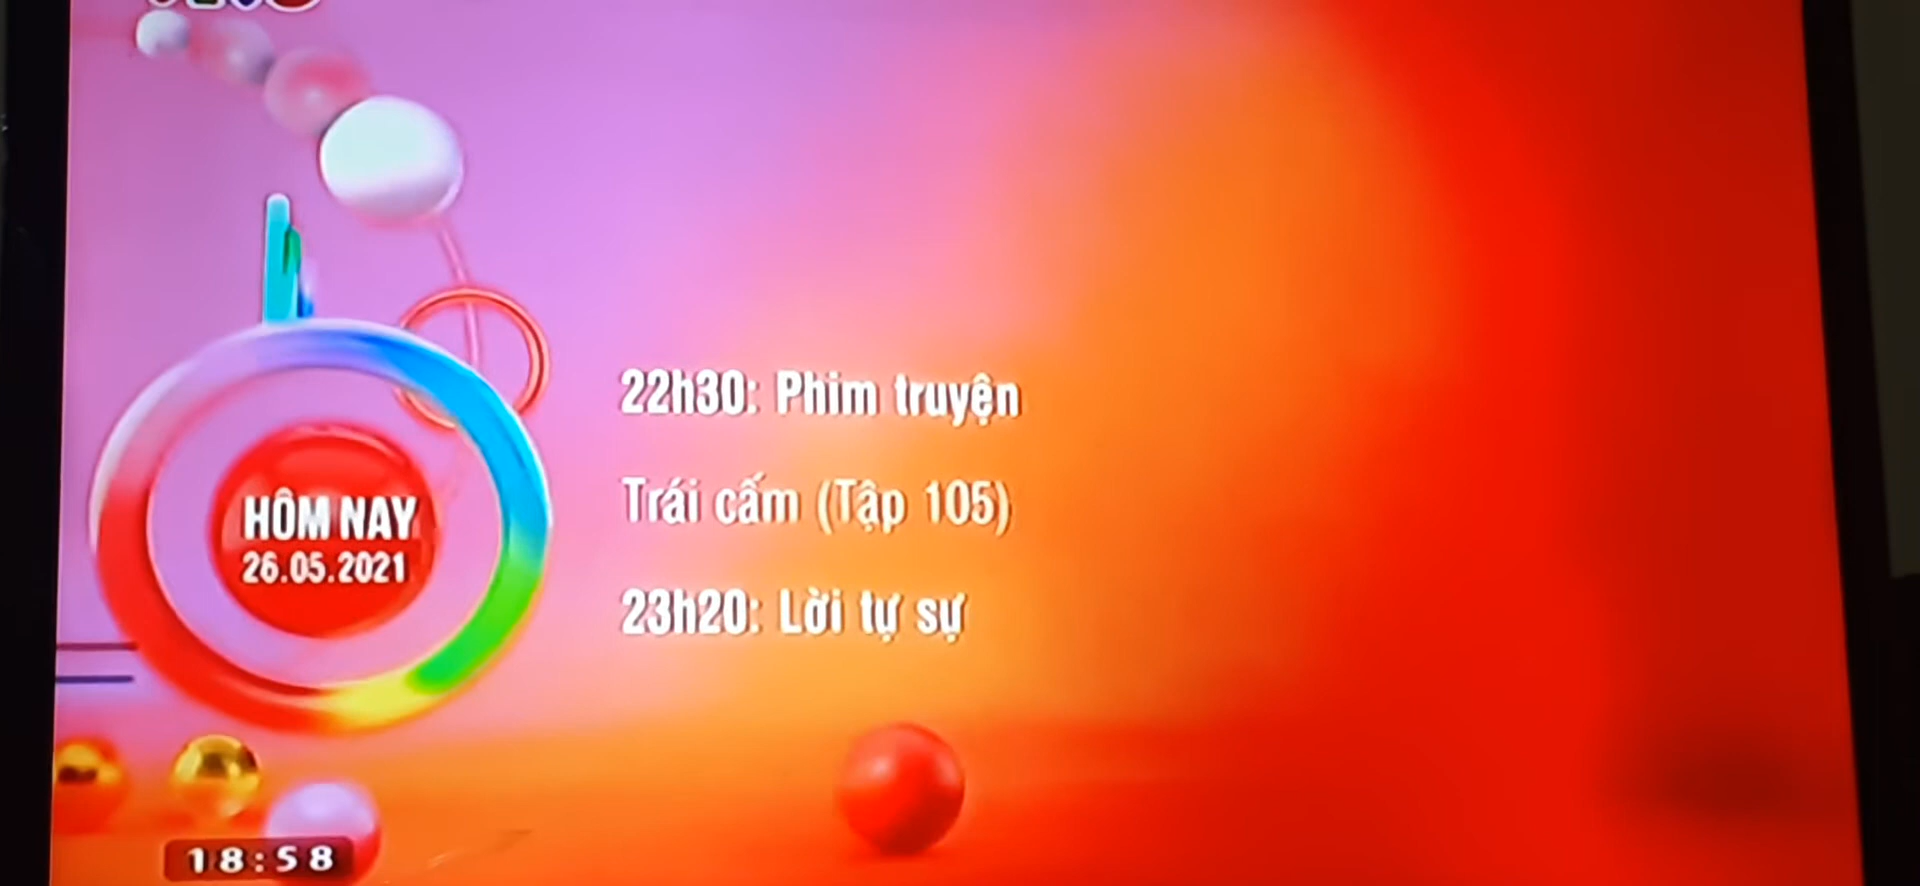 22h30: Phim truyện
Trái cấm (Tập 105)
23h20: Lời tự sự
HÔM NAY
26.05.2021
18:58